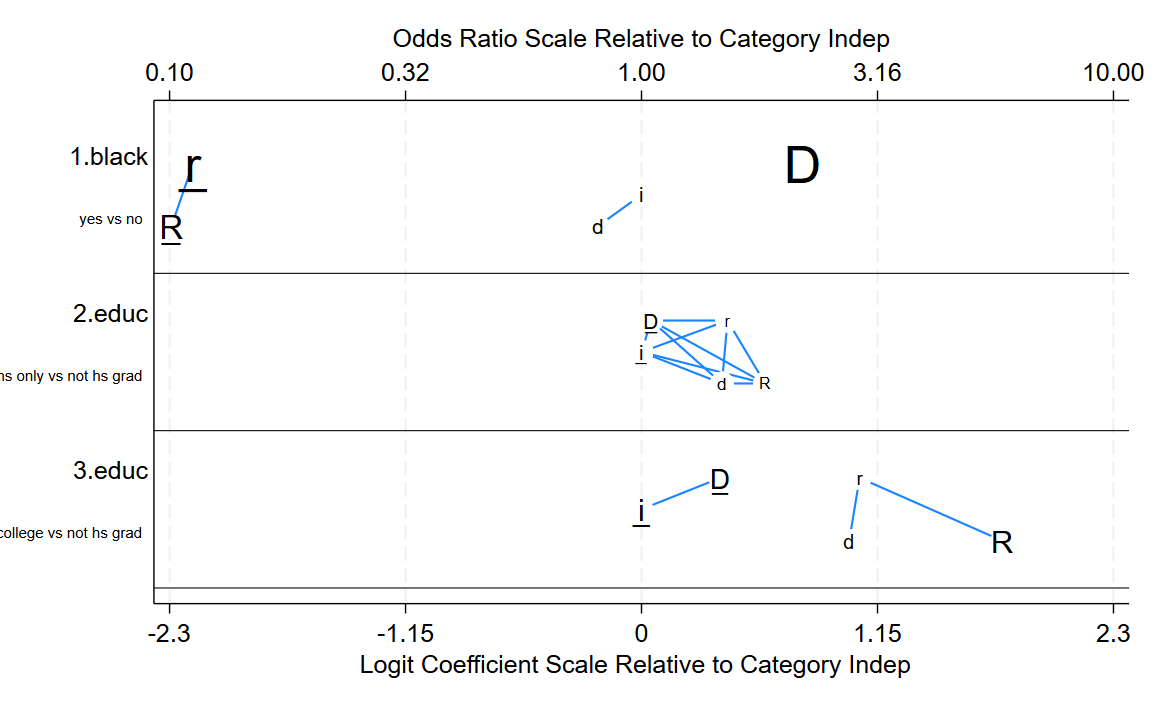 Odds Ratio Scale Relative to Category Indep
0.10 0.32 1.00 3.16 10.00
1.black
r
D
i
yes vs no
R
d
2.educ
D r
i
hs only vs not hs grad
d R
3.educ
D r
i
college vs not hs grad
d R
-2.3 -1.15 0 1.15 2.3
Logit Coefficient Scale Relative to Category Indep